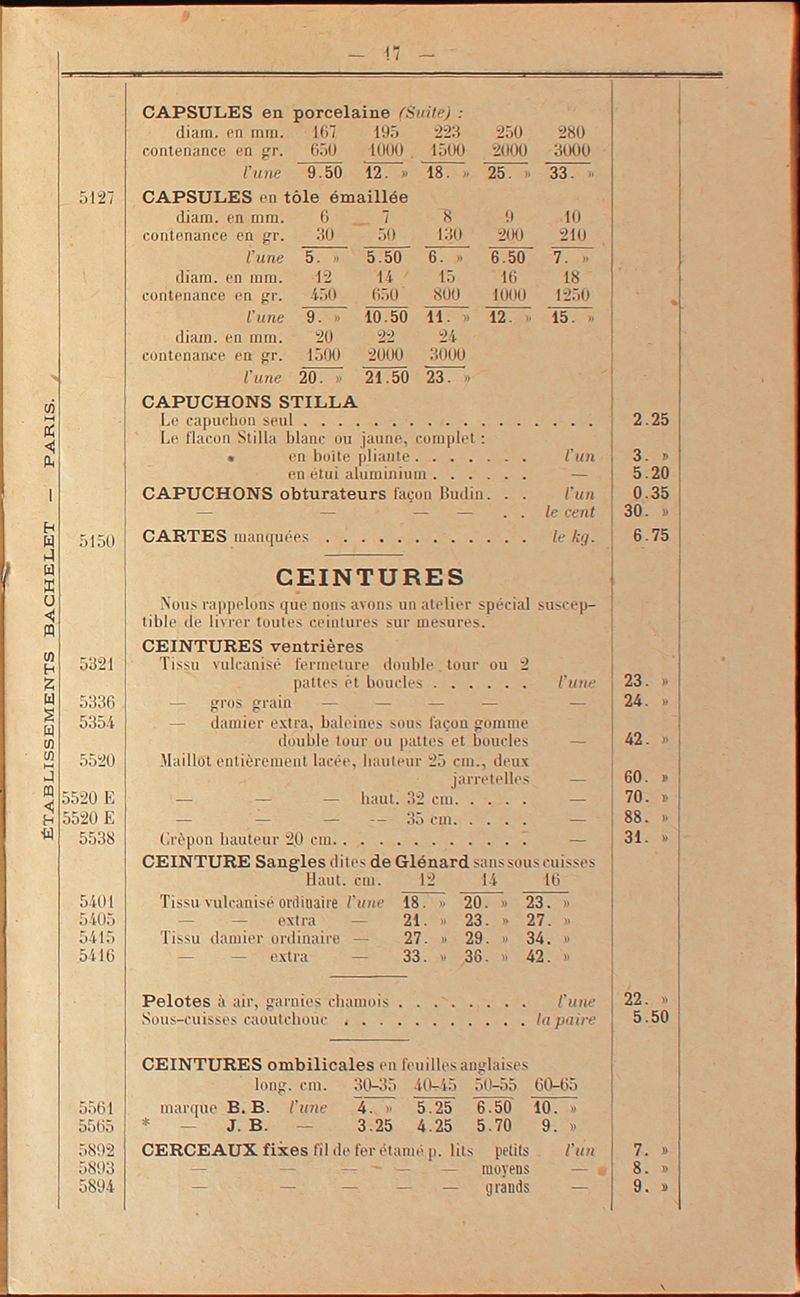 — 17 —
CAPSULES en porcelaine (Suite) :
diam. en mm. 167 195 223 250 280
contenance en gr. 650 1000 1500 2000 3000
l'une 9.50 12. » 18. » 25. » 33. »
5127 CAPSULES en tôle émaillée
diam. en mm. 6 7 8 9 10
contenance en gr. 30 50 130 200 210
l'une 5. » 5.50 6. » 6.50 7. »
diam. en mm. 12 14 15 16 18
contenance en gr. 450 650 800 1000 1250
l'une 9. » 10.50 11. » 12. » 15. »
diam. en mm. 20 22 24
contenance en gr. 1500 2000 3000
l'une 20. » 21.50 23. »
CAPUCHONS STILLA
Le capuchon seul . . . . . . . . . . . . . . . . 2.25
Le flacon Stilla blanc ou jaune, complet :
en boite pliante . . . . . . . l'un 3. »
en étui aluminium . . . . . . — 5.20
CAPUCHONS obturateurs façon Budin. . . l'un 0.35
— — — — . . le cent 30. »
5150 CARTES manquées . . . . . . . . . . . . le kg. 6.75
CEINTURES
Nous rappelons que nous avons un atelier spécial suscep-
tible de livrer toutes ceintures sur mesures.
CEINTURES ventrières
5321 Tissu vulcanisé fermeture double tour ou 2
pattes et boucles . . . . . . l'une 23. »
5336 — gros grain — — — — — 24. »
5354 — damier extra, baleines sous façon gomme
double tour ou pattes et boucles — 42. »
5520 Maillot entièrement lacée, hauteur 25 cm., deux
jarretelles — 60. »
5520 E — — — haut. 32 cm. . . . . — 70. »
5520 E — — — — 35 cm. . . . . — 88. »
5538 Crêpon hauteur 20 cm. . . . . . . . . . . . — 31. »
CEINTURE Sangles dites de Glénard sans sous cuisses
Haut. cm. 12 14 16
5401 Tissu vulcanisé ordinaire l'une 18. » 20. » 23. »
5405 — — extra — 21. » 23. » 27. »
5415 Tissu damier ordinaire — 27. » 29. » 34. »
5416 — — extra — 33. » 36. » 42. »
Pelotes à air, garnies chamois . . . . . . . . l'une 22. »
Sous-cuisses caoutchouc . . . . . . . . . . . la paire 5.50
CEINTURES ombilicales en feuilles anglaises
long. cm. 30-35 40-45 50-55 60-65
5561 marque B. B. l'une 4. » 5.25 6.50 10. »
5565 * — J. B. — 3.25 4.25 5.70 9. »
5892 CERCEAUX fixes fil de fer étamé p. lits petits l'un 7. »
5893 — — — — — moyens — 8. »
5894 — — — — — grands — 9. »
ÉTABLISSEMENTS BACHELET — PARIS.